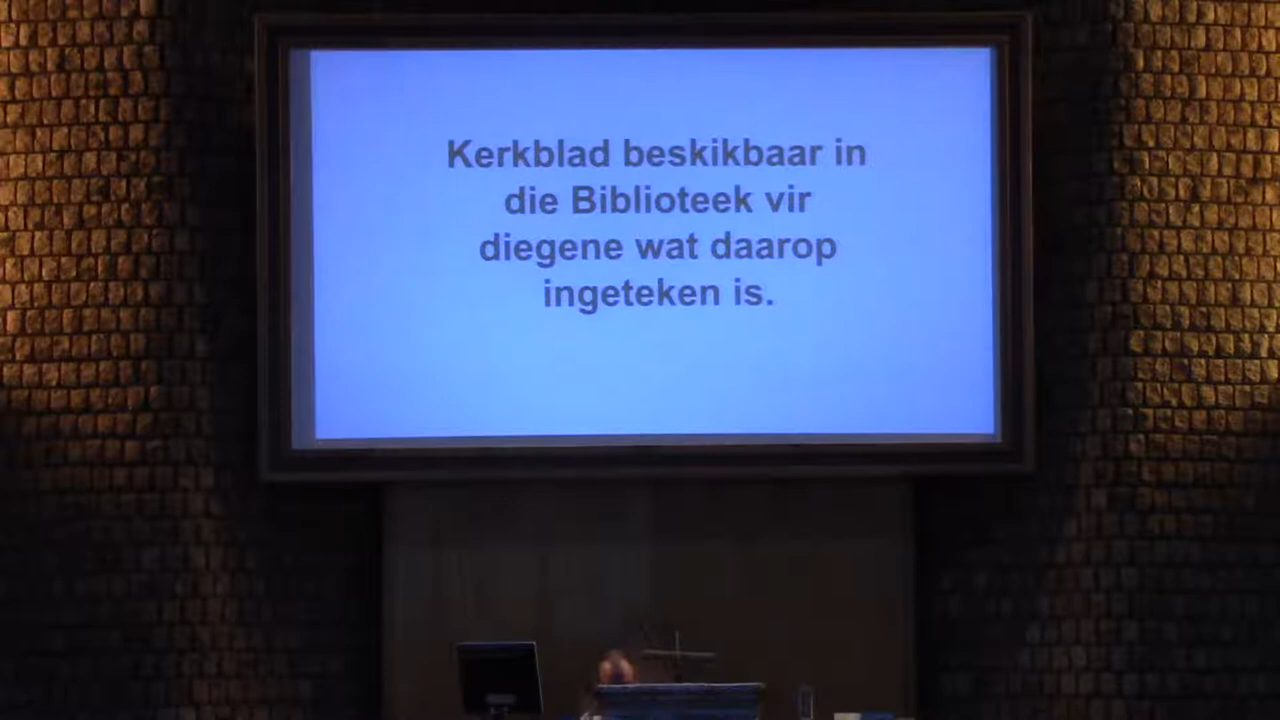 Kerkblad beskikbaar in
die Biblioteek vir
diegene wat daarop
ingeteken is.